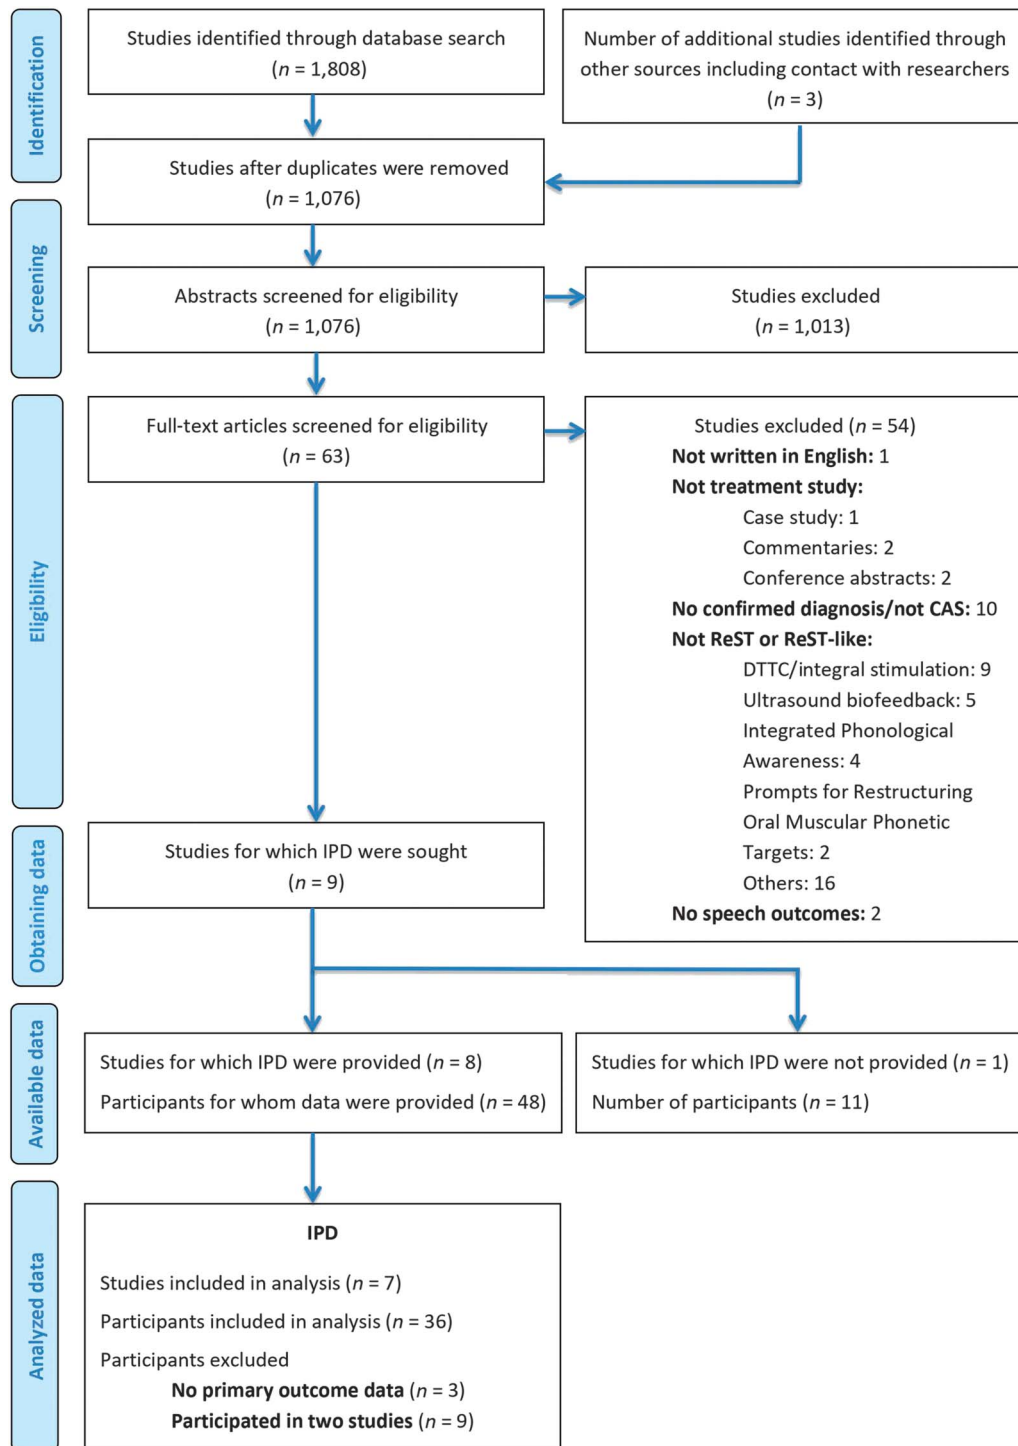 Identification
Studies identified through database search
(n = 1,808)
Number of additional studies identified through
other sources including contact with researchers
(n = 3)
Studies after duplicates were removed
(n = 1,076)
Screening
Abstracts screened for eligibility
(n = 1,076)
Studies excluded
(n = 1,013)
Eligibility
Full-text articles screened for eligibility
(n = 63)
Studies excluded (n = 54)
Not written in English: 1
Not treatment study:
Case study: 1
Commentaries: 2
Conference abstracts: 2
No confirmed diagnosis/not CAS: 10
Not ReST or ReST-like:
DTTC/integral stimulation: 9
Ultrasound biofeedback: 5
Integrated Phonological
Awareness: 4
Prompts for Restructuring
Oral Muscular Phonetic
Targets: 2
Others: 16
No speech outcomes: 2
Obtaining data
Studies for which IPD were sought
(n = 9)
Available data
Studies for which IPD were provided (n = 8)
Participants for whom data were provided (n = 48)
Studies for which IPD were not provided (n = 1)
Number of participants (n = 11)
Analyzed data
IPD
Studies included in analysis (n = 7)
Participants included in analysis (n = 36)
Participants excluded
No primary outcome data (n = 3)
Participated in two studies (n = 9)